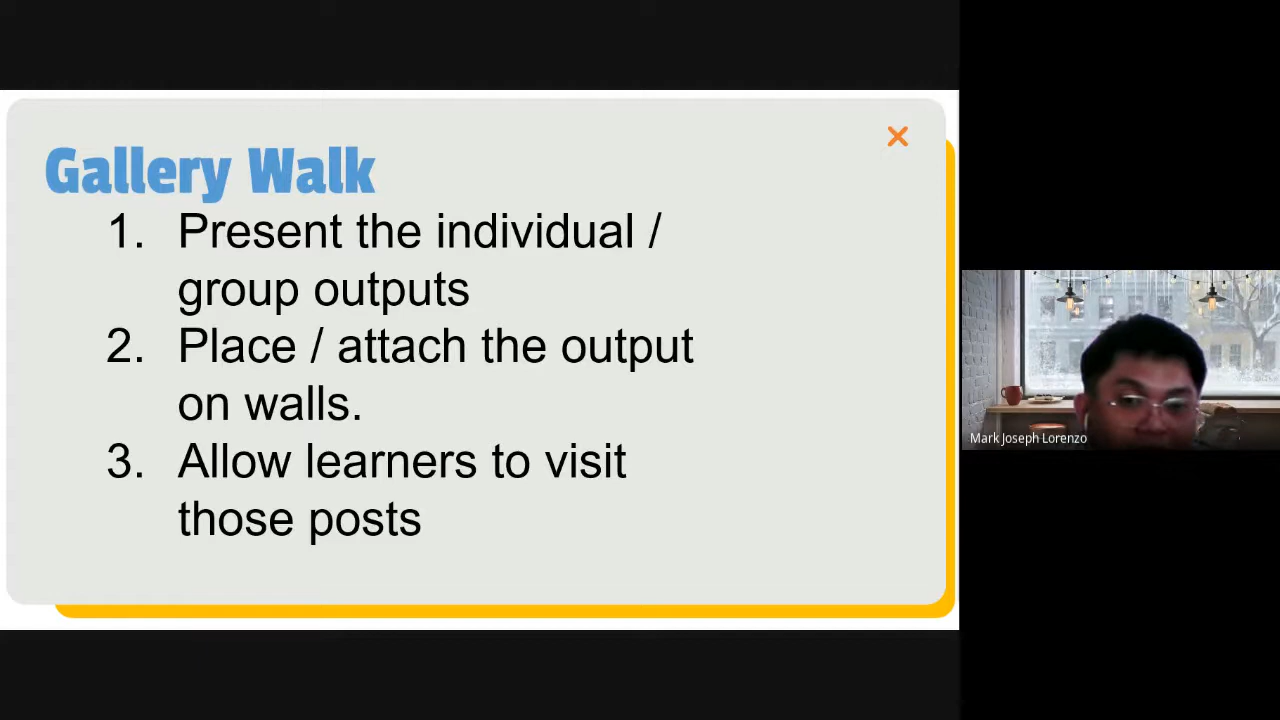 Gallery Walk
1. Present the individual /
group outputs
2. Place / attach the output
on walls.
3. Allow learners to visit
those posts
Mark Joseph Lorenzo